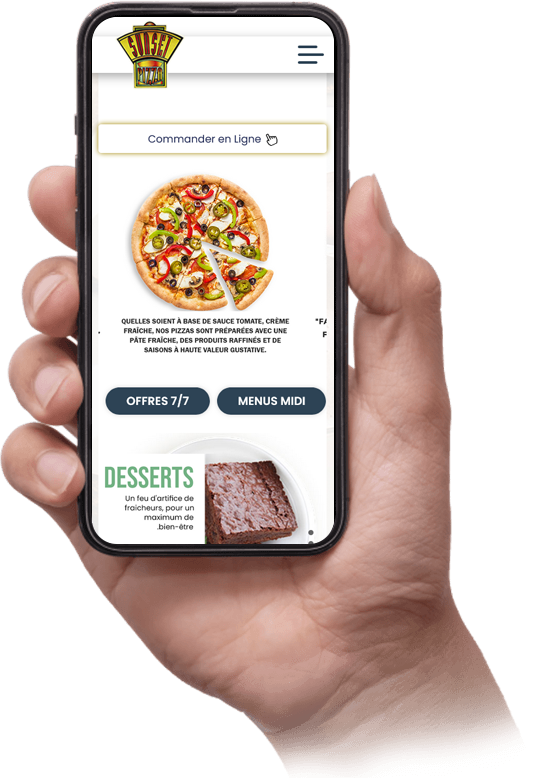 SUNSET
PIZZA
Commander en Ligne
QUELLES SOIENT À BASE DE SAUCE TOMATE, CRÈME
FRAÎCHE, NOS PIZZAS SONT PRÉPARÉES AVEC UNE
PÂTE FRAÎCHE, DES PRODUITS RAFFINÉS ET DE
SAISONS À HAUTE VALEUR GUSTATIVE.
"FA
F
OFFRES 7/7
MENUS MIDI
DESSERTS
Un feu d'artifice de
fraicheurs, pour un
maximum de
.bien-être